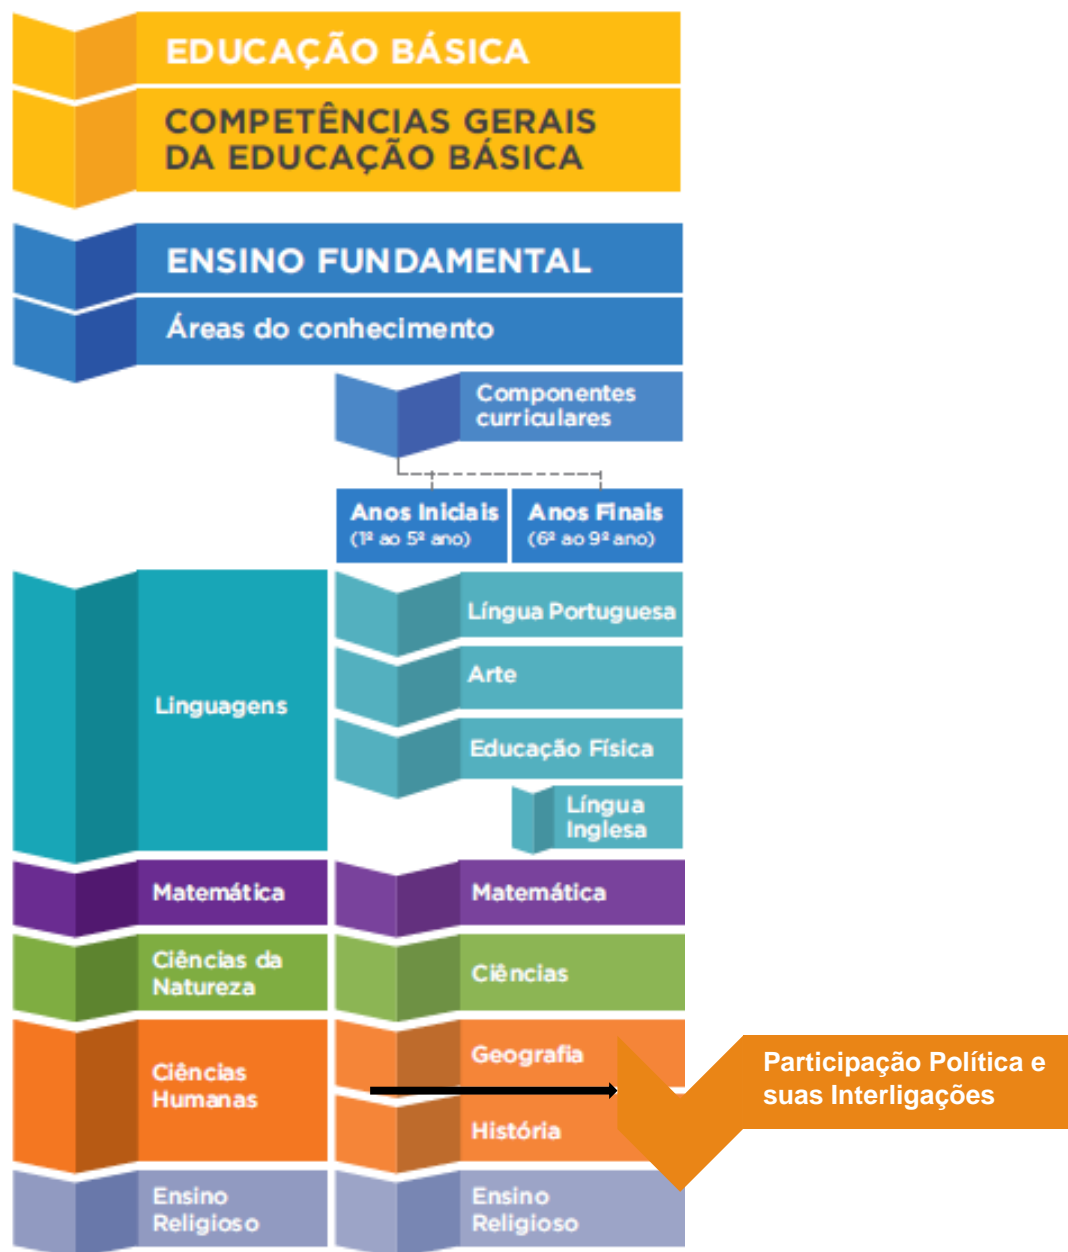 EDUCAÇÃO BÁSICA
COMPETÊNCIAS GERAIS
DA EDUCAÇÃO BÁSICA
ENSINO FUNDAMENTAL
Áreas do conhecimento
Componentes
curriculares
Anos Iniciais
(1º ao 5º ano)
Anos Finais
(6º ao 9º ano)
Linguagens
Língua Portuguesa
Arte
Educação Física
Língua
Inglesa
Matemática
Matemática
Ciências da
Natureza
Ciências
Ciências
Humanas
Geografia
História
Participação Política e
suas Interligações
Ensino
Religioso
Ensino
Religioso